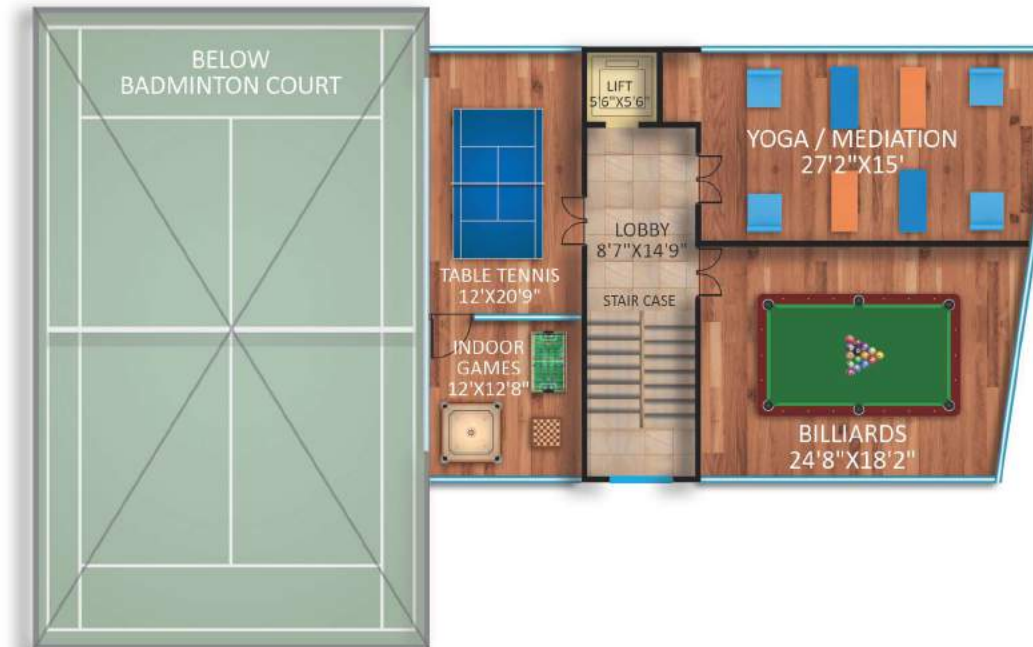 BELOW
BADMINTON COURT
LIFT
5'6"X5'6"
YOGA / MEDIATION
27'2"X15'
LOBBY
8'7"X14'9"
TABLE TENNIS
12'X20'9"
STAIR CASE
INDOOR
GAMES
12'X12'8"
BILLIARDS
24'8"X18'2"